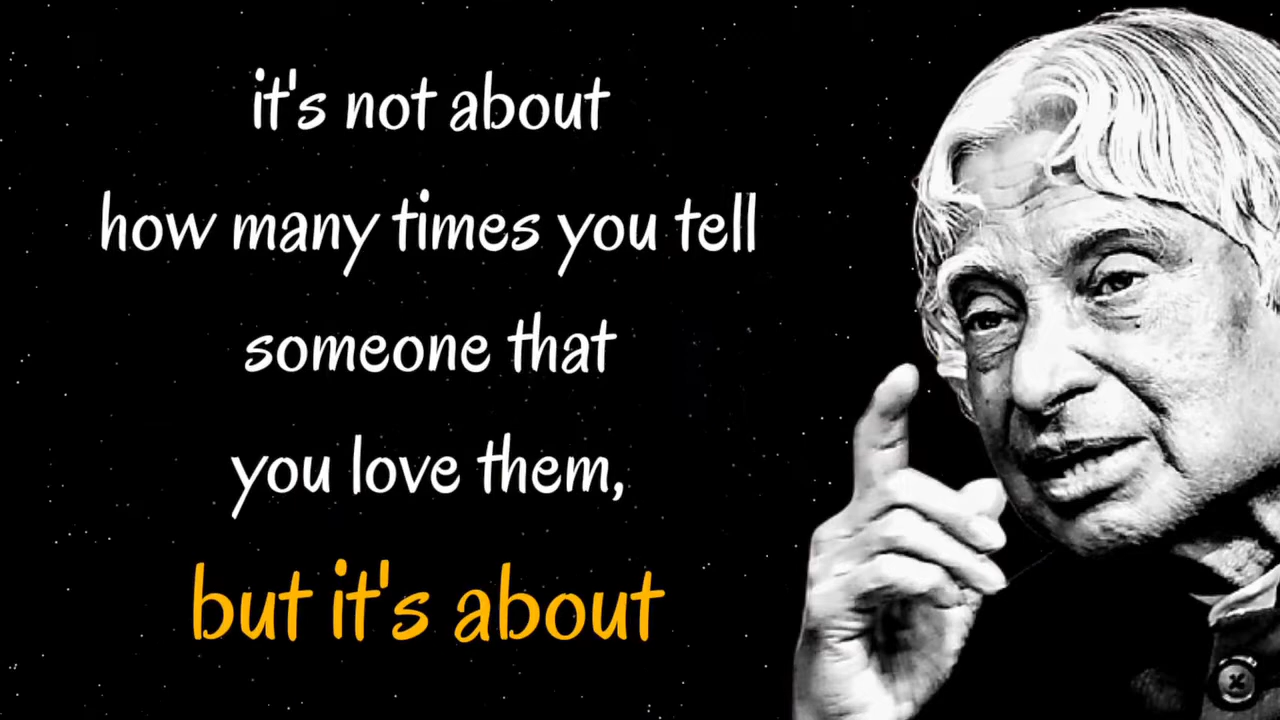 it's not about
how many times you tell
someone that
you love them,
but it's about